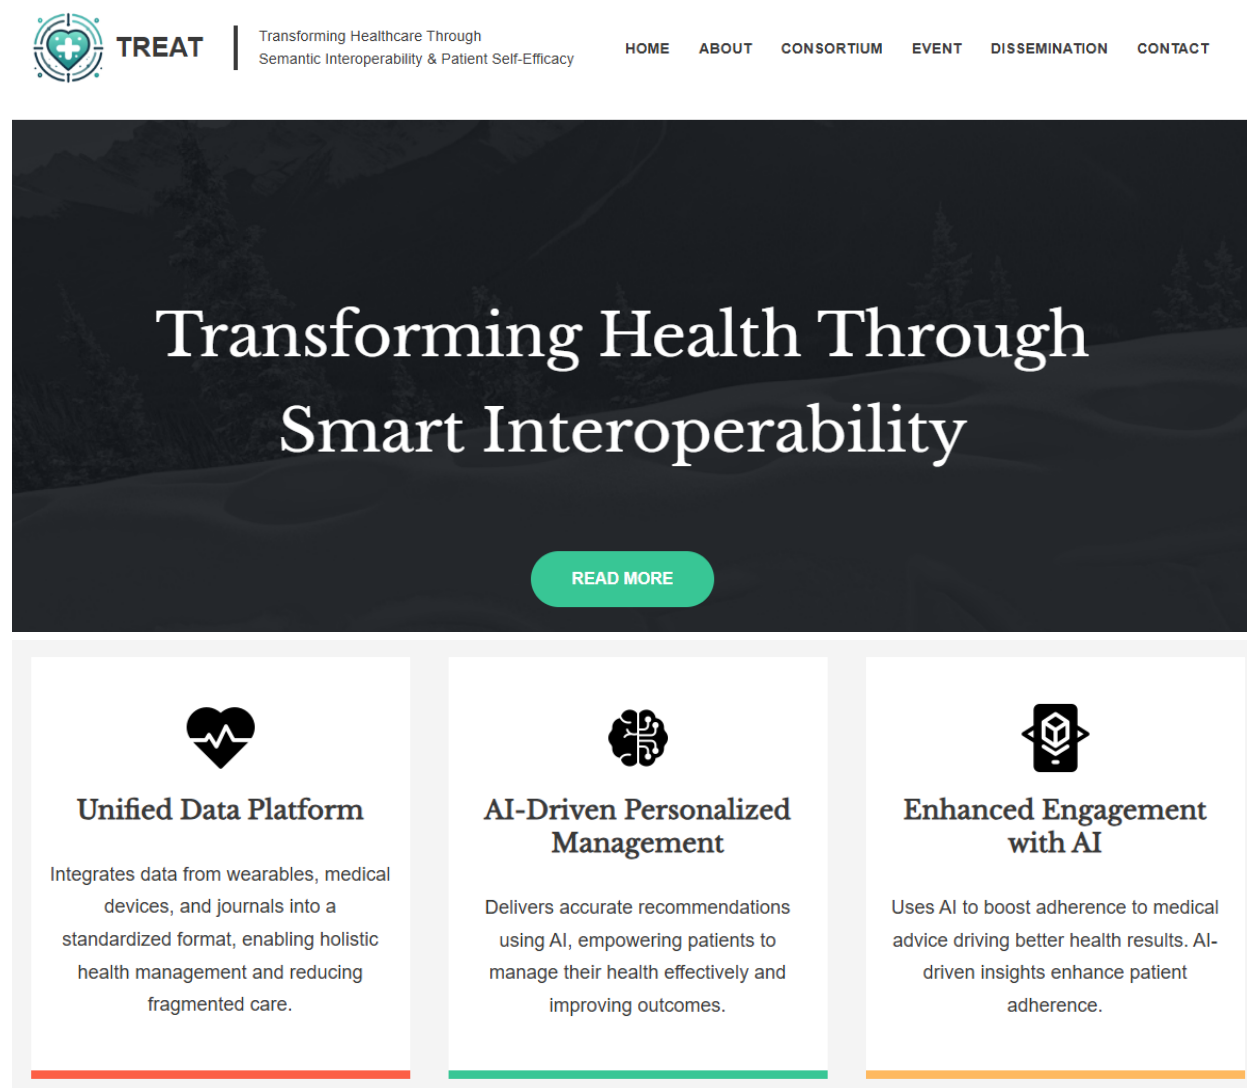 TREAT
Transforming Healthcare Through
Semantic Interoperability & Patient Self-Efficacy
HOME ABOUT CONSORTIUM EVENT DISSEMINATION CONTACT
Transforming Health Through
Smart Interoperability
READ MORE
Unified Data Platform
Integrates data from wearables, medical
devices, and journals into a
standardized format, enabling holistic
health management and reducing
fragmented care.
AI-Driven Personalized
Management
Delivers accurate recommendations
using AI, empowering patients to
manage their health effectively and
improving outcomes.
Enhanced Engagement
with AI
Uses AI to boost adherence to medical
advice driving better health results. AI-
driven insights enhance patient
adherence.